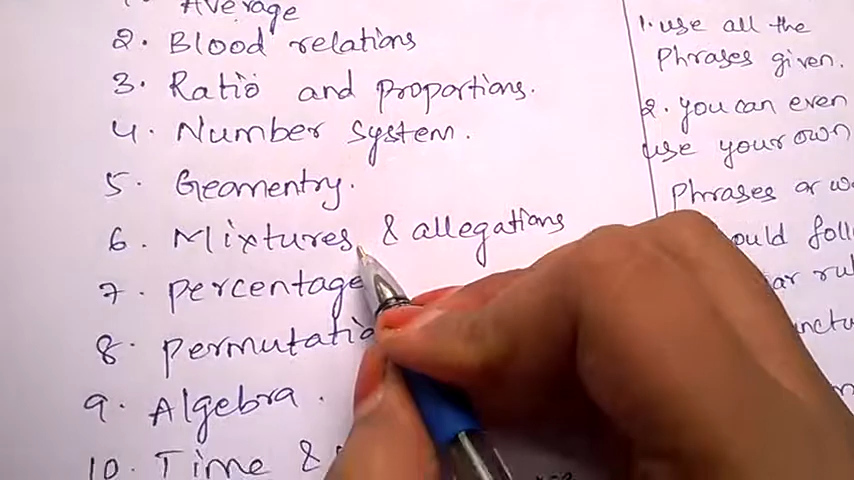 1. Average
2. Blood relations
3. Ratio and proportions.
4. Number system.
5. Geomentry.
6. Mixtures & allegations
7. percentage
8. permutatio
9. Algebra.
10. Time &
1. use all the
Phrases given.
2. you can even
use your own
Phrases or
follo